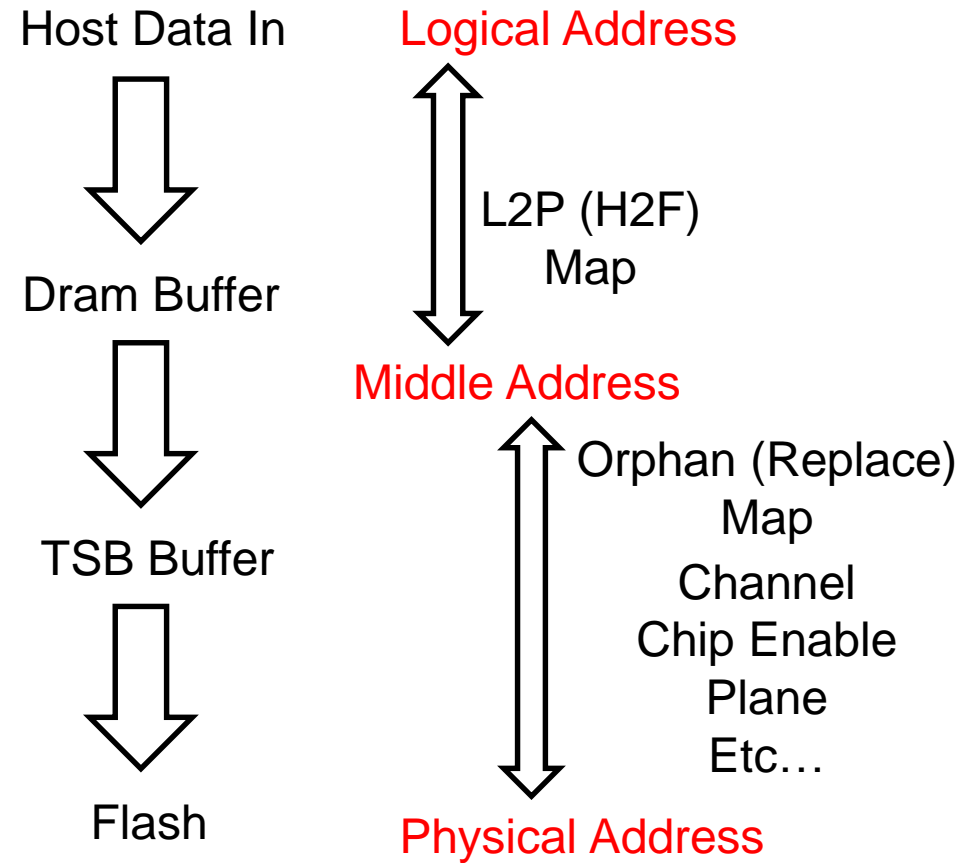 Host Data In
Dram Buffer
TSB Buffer
Flash
Logical Address
L2P (H2F)
Map
Middle Address
Orphan (Replace)
Map
Channel
Chip Enable
Plane
Etc…
Physical Address